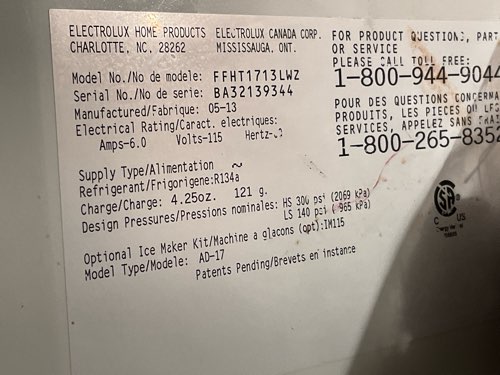 ELECTROLUX HOME PRODUCTS ELECTROLUX CANADA CORP.
CHARLOTTE, NC. 28262 MISSISSAUGA, ONT.
FOR PRODUCT QUESTIONS, PART
OR SERVICE
PLEASE CALL TOLL FREE:
1-800-944-9044
Model No./No de modele: FFHT1713LWZ
Serial No./No de serie: BA32139344
Manufactured/Fabrique: 05-13
Electrical Rating/Caract. electriques:
Amps-6.0 Volts-115 Hertz-
POUR DES QUESTIONS CONCERNA
PRODUITS, LES PIECES OU
SERVICES, APPELEZ SANS
1-800-265-8352
Supply Type/Alimentation ~
Refrigerant/Frigorigene:R134a
Charge/Charge: 4.25oz. 121 g.
Design Pressures/Pressions nominales: HS 300 psi (2069 kPa)
LS 140 psi ( 965 kPa)
Optional Ice Maker Kit/Machine a glacons (opt):IM115
Model Type/Modele: AD-17
Patents Pending/Brevets en instance
C US